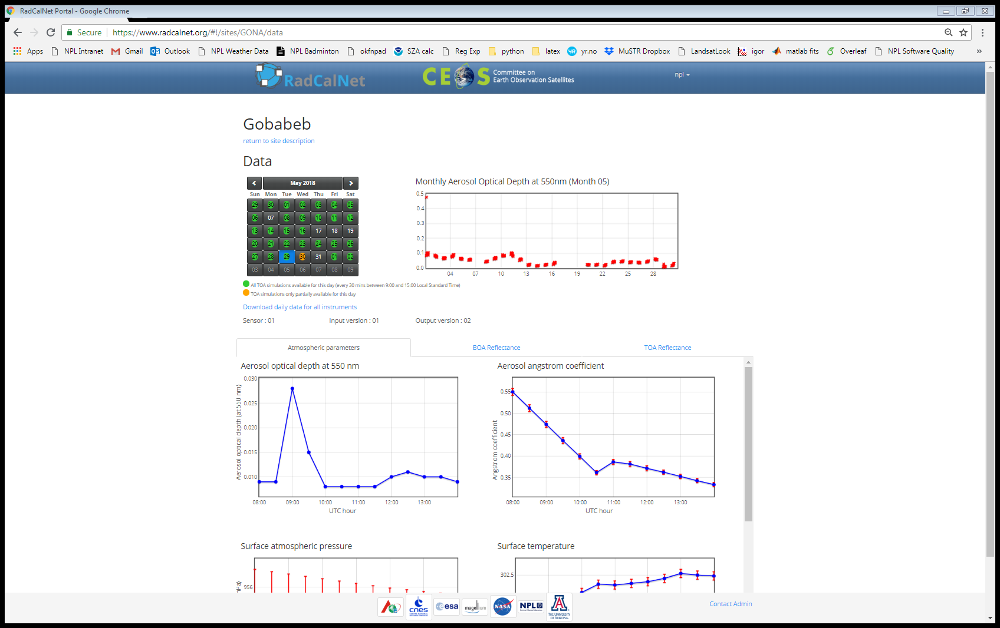 RadCalNet Portal - Google Chrome
Secure https://www.radcalnet.org/#!/sites/GONA/data
Apps NPL Intranet Gmail Outlook NPL Weather Data NPL Badminton okfnpad SZA calc Reg Exp python latex yr.no MuSTR Dropbox LandsatLook igor matlab fits Overleaf NPL Software Quality »
RadCalNet
CEOS Committee on
Earth Observation Satellites
npl
Gobabeb
return to site description
Data
May 2018
Sun Mon Tue Wed Thu Fri Sat
29 30 01 02 03 04 05
06 07 08 09 10 11 12
13 14 15 16 17 18 19
20 21 22 23 24 25 26
27 28 29 30 31 01 02
03 04 05 06 07 08 09
Monthly Aerosol Optical Depth at 550nm (Month 05)
0.5
0.4
0.3
0.2
0.1
0.0
04 07 10 13 16 19 22 25 28
All TOA simulations available for this day (every 30 mins between 9:00 and 15:00 Local Standard Time)
TOA simulations only partially available for this day
Download daily data for all instruments
Sensor : 01 Input version : 01 Output version : 02
Atmospheric parameters BOA Reflectance TOA Reflectance
Aerosol optical depth at 550 nm
Aerosol optical depth (at 550 nm)
0.030
0.025
0.020
0.015
0.010
08:00 09:00 10:00 11:00 12:00 13:00
UTC hour
Aerosol angstrom coefficient
Angstrom coefficient
0.55
0.50
0.45
0.40
0.35
08:00 09:00 10:00 11:00 12:00 13:00
UTC hour
Surface atmospheric pressure
956
Surface temperature
302.5
cnes
esa
magellium
NASA
NPL
THE UNIVERSITY
OF ARIZONA
Contact Admin